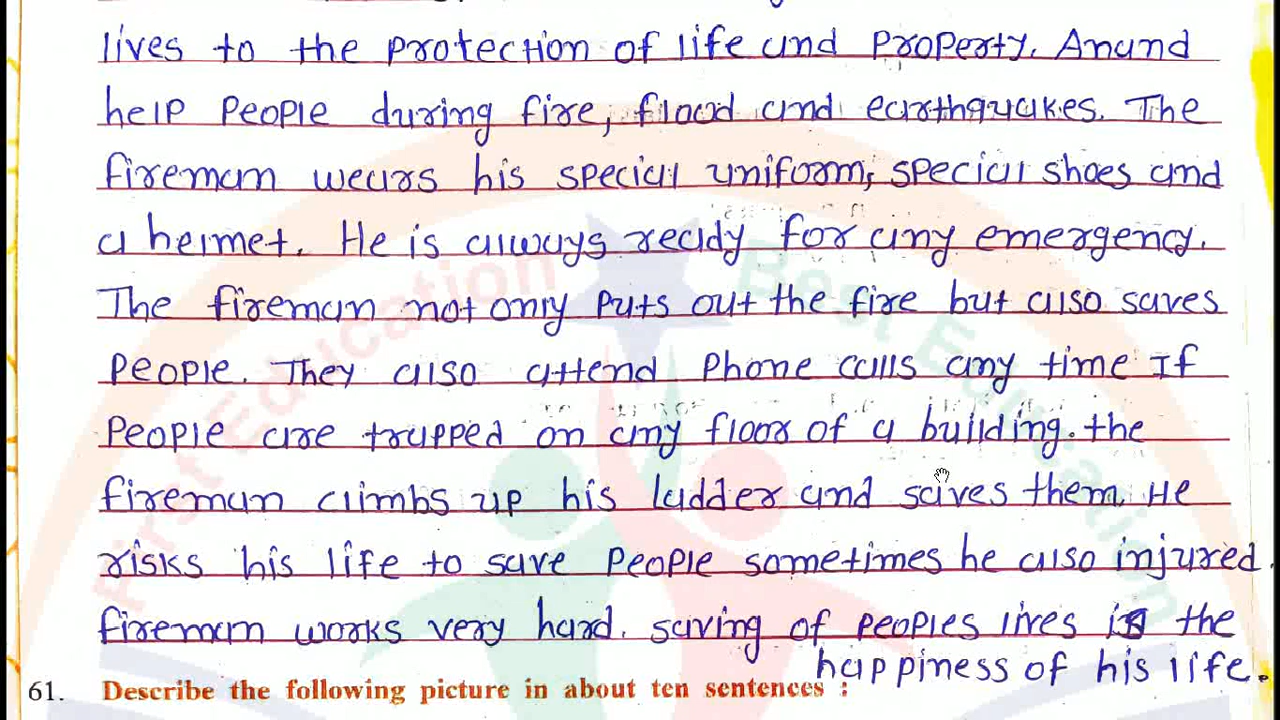 lives to the protection of life and property. Anand
help people during fire, flood and earthquakes. The
fireman wears his special uniform, special shoes and
a helmet. He is always ready for any emergency.
The fireman not only puts out the fire but also saves
people. They also attend phone calls any time If
people are trapped on any floor of a building. the
fireman climbs up his ladder and saves them. He
risks his life to save people sometimes he also injured.
fireman works very hard. saving of peoples lives is the
happiness of his life.
61. Describe the following picture in about ten sentences :
First Education Best Education